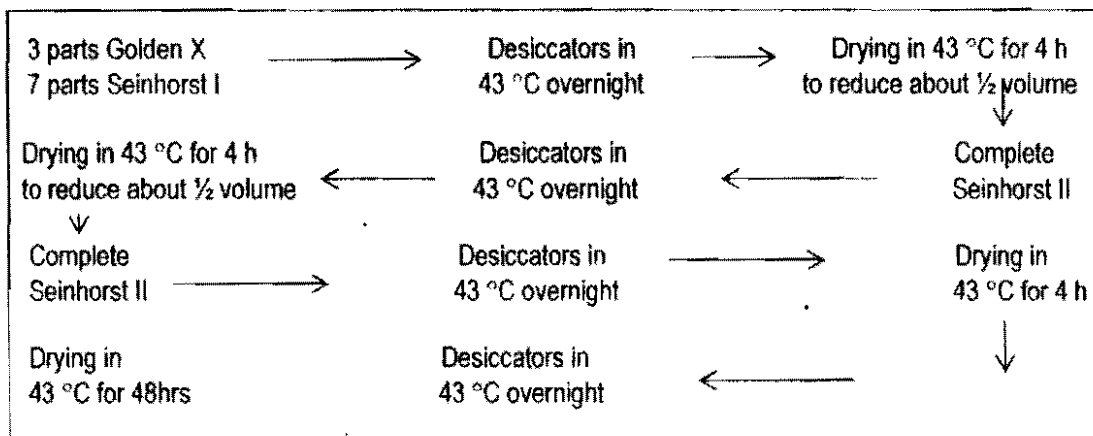 3 parts Golden X
7 parts Seinhorst I
Desiccators in
43 °C overnight
Drying in 43 °C for 4 h
to reduce about ½ volume
Complete
Seinhorst II
Desiccators in
43 °C overnight
Drying in 43 °C for 4 h
to reduce about ½ volume
Complete
Seinhorst II
Desiccators in
43 °C overnight
Drying in
43 °C for 4 h
Desiccators in
43 °C overnight
Drying in
43 °C for 48hrs